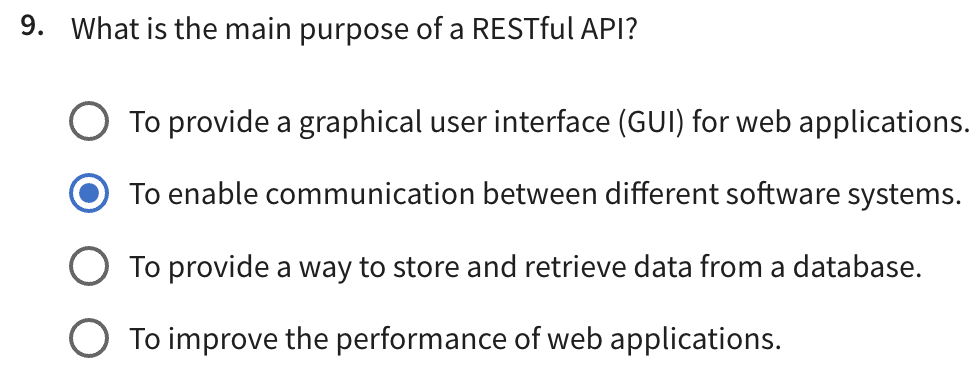 9. What is the main purpose of a RESTful API?
To provide a graphical user interface (GUI) for web applications.
To enable communication between different software systems.
To provide a way to store and retrieve data from a database.
To improve the performance of web applications.